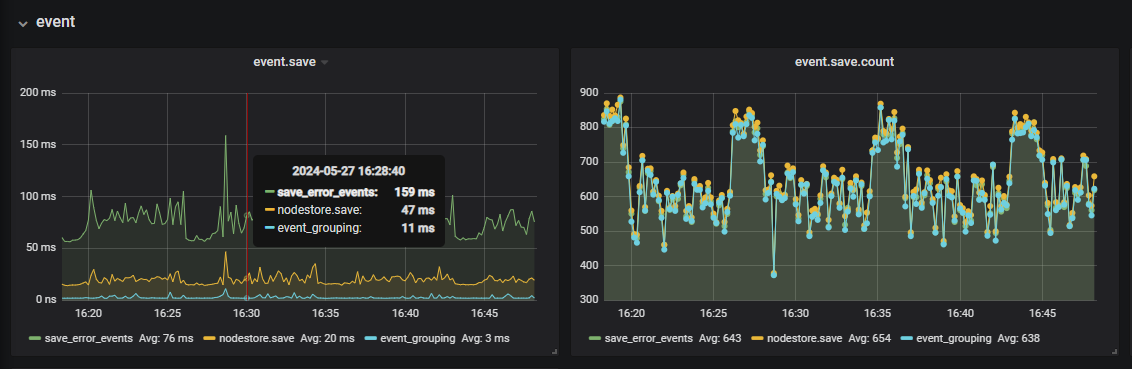 event
event.save
200 ms
150 ms
100 ms
50 ms
0 ns
16:20
16:25
16:30
16:35
16:40
16:45
2024-05-27 16:28:40
save_error_events: 159 ms
nodestore.save: 47 ms
event_grouping: 11 ms
save_error_events Avg: 76 ms nodestore.save Avg: 20 ms event_grouping Avg: 3 ms
event.save.count
900
800
700
600
500
400
300
16:20
16:25
16:30
16:35
16:40
16:45
save_error_events Avg: 643 nodestore.save Avg: 654 event_grouping Avg: 638